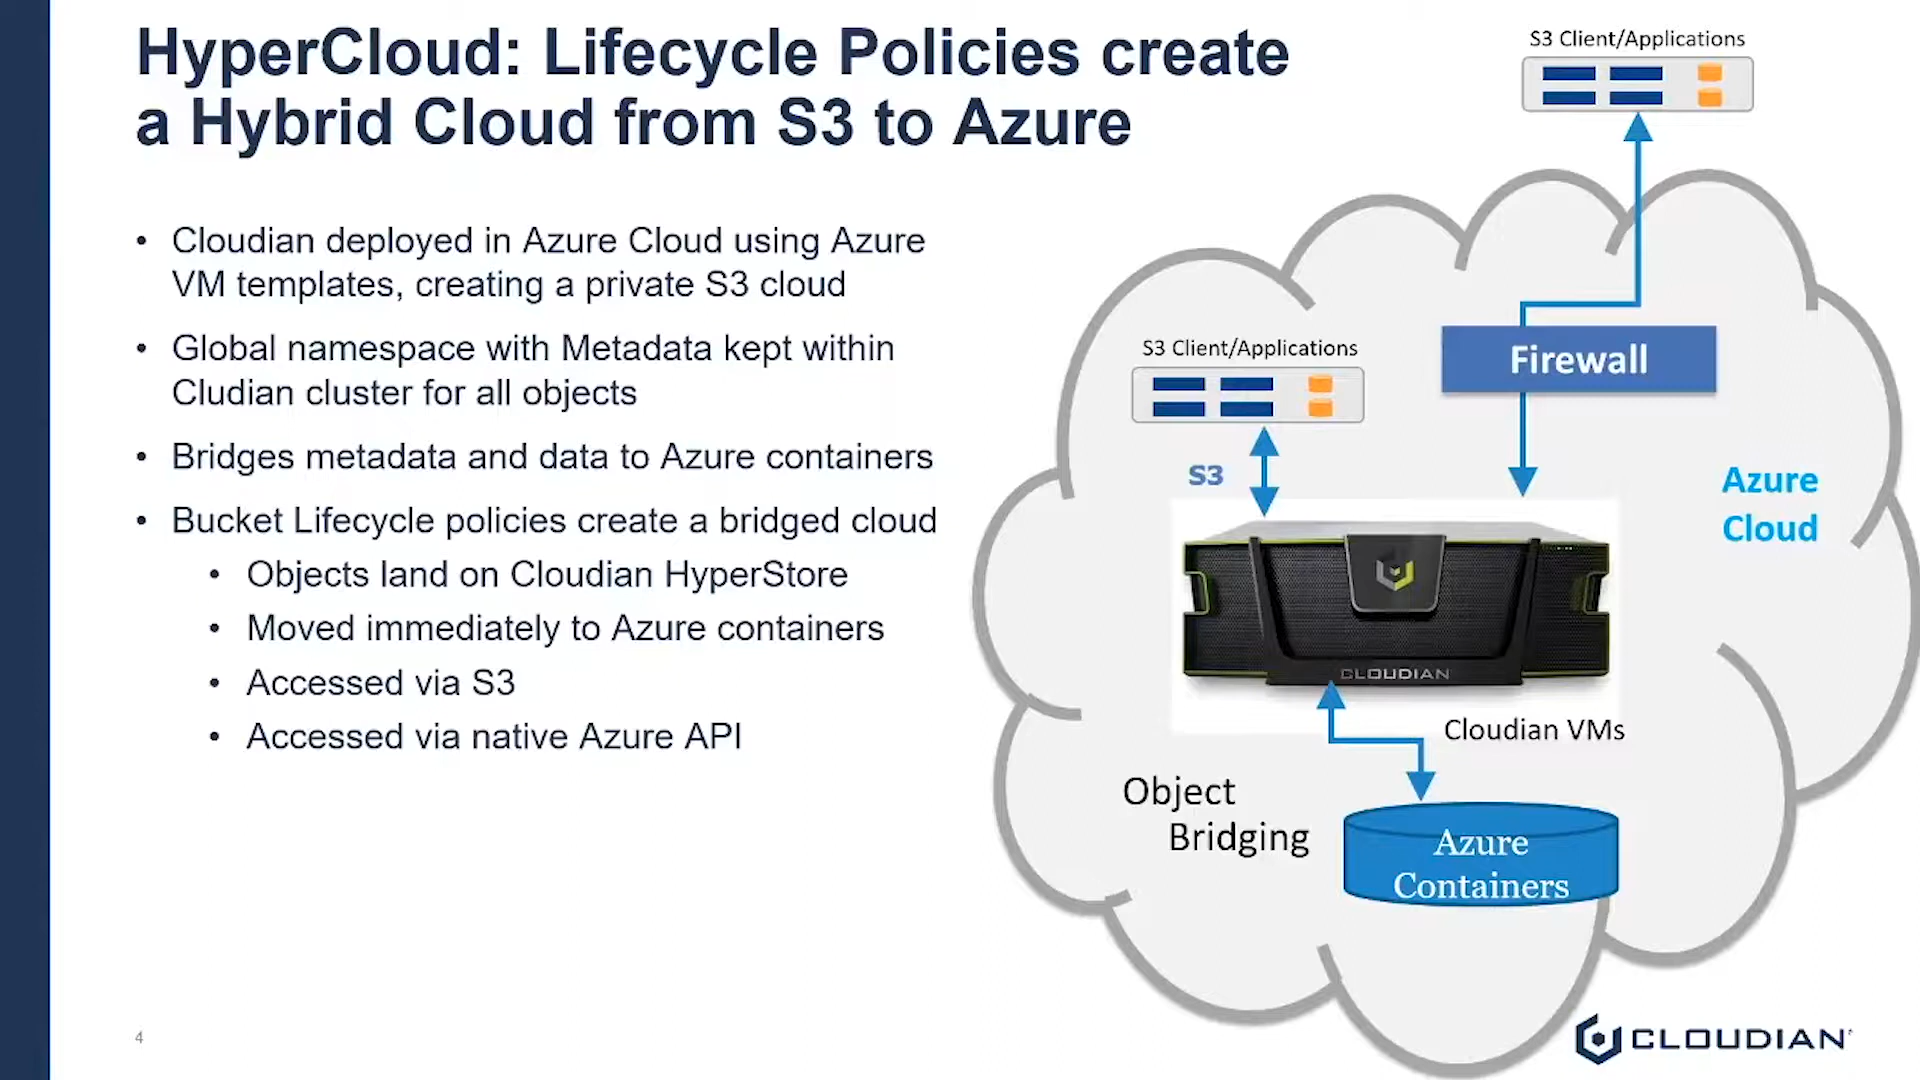 HyperCloud: Lifecycle Policies create
a Hybrid Cloud from S3 to Azure
• Cloudian deployed in Azure Cloud using Azure
VM templates, creating a private S3 cloud
• Global namespace with Metadata kept within
Cludian cluster for all objects
• Bridges metadata and data to Azure containers
• Bucket Lifecycle policies create a bridged cloud
• Objects land on Cloudian HyperStore
• Moved immediately to Azure containers
• Accessed via S3
• Accessed via native Azure API
S3 Client/Applications
Firewall
S3 Client/Applications
S3
Azure
Cloud
CLOUDIAN
Cloudian VMs
Object
Bridging
Azure
Containers
4
CLOUDIAN